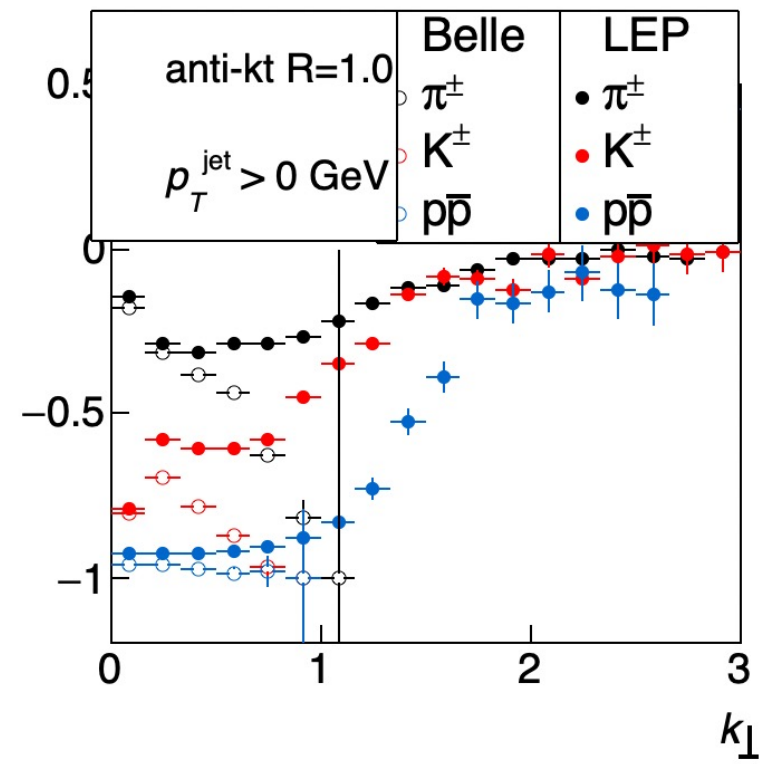 Belle LEP
anti-kt R=1.0
π± π±
K± K±
p_T^jet > 0 GeV
pp̅ pp̅
0.5
0
−0.5
−1
0 1 2 3
k⊥